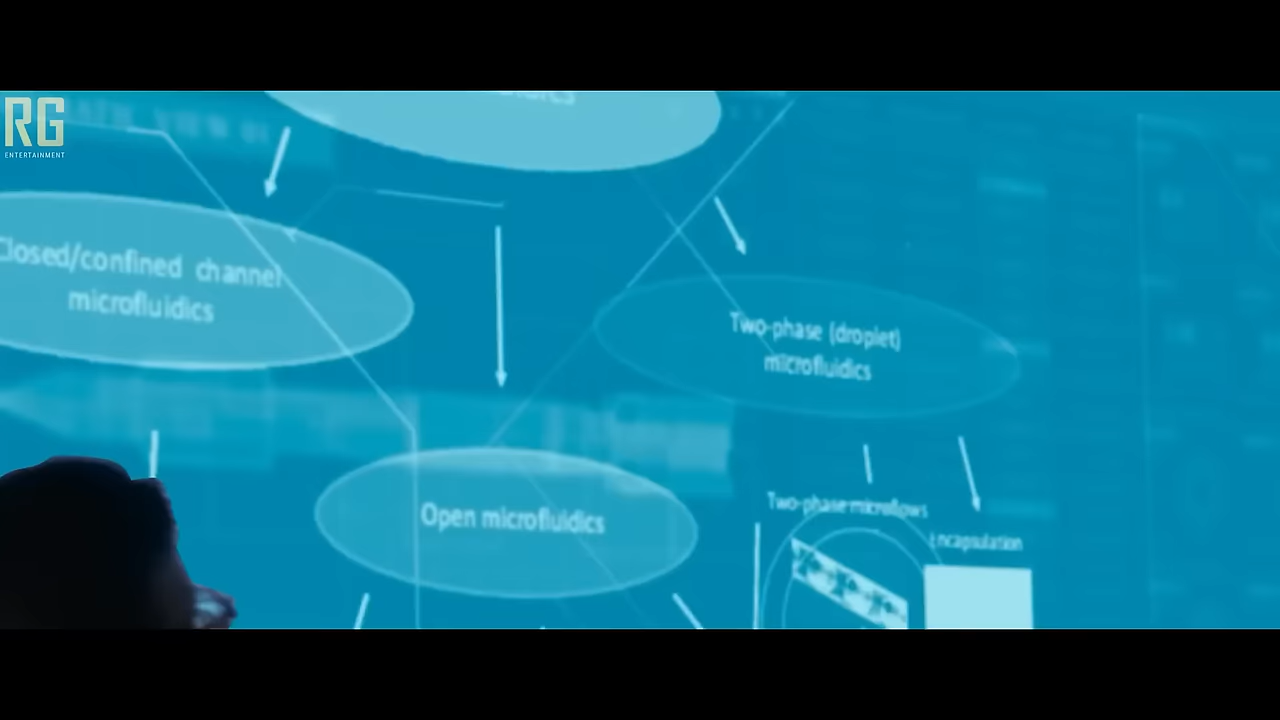 RG
ENTERTAINMENT
Closed/confined channel
microfluidics
Two-phase (droplet)
microfluidics
Open microfluidics
Two-phase microflows
Encapsulation